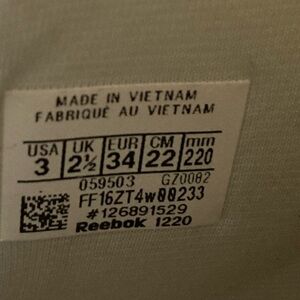 MADE IN VIETNAM
FABRIQUÉ AU VIETNAM
USA UK EUR CM mm
3 2½ 34 22 220
059503 GZ0082
FF16ZT4w00233
#126891529
Reebok 1220